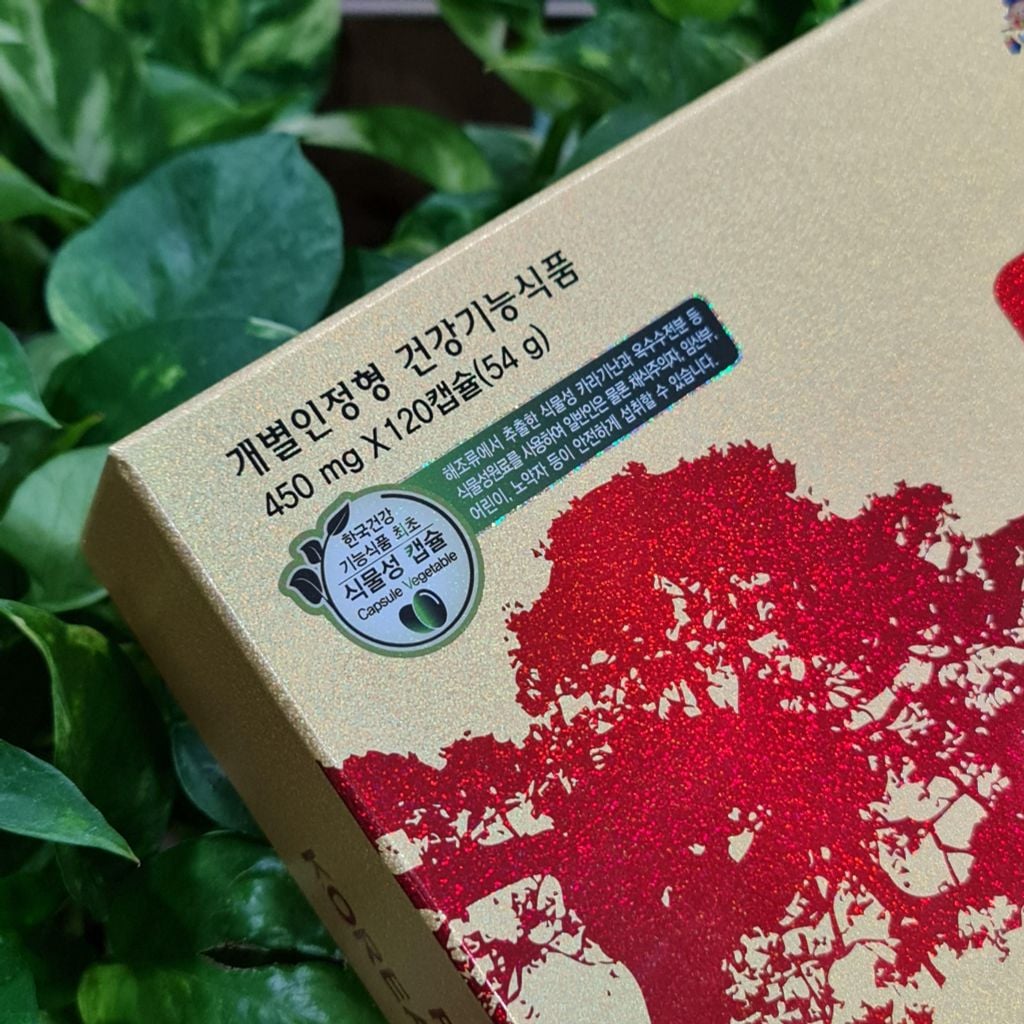 개별인정형 건강기능식품
450 mg X 120캡슐(54 g)
해조류에서 추출한 식물성 카라기난과 옥수수전분 등
식물성원료를 사용하여 일반인은 물론 채식주의자, 임산부,
어린이, 노약자 등이 안전하게 섭취할 수 있습니다.
한국건강
기능식품 최초
식물성 캡슐
Capsule Vegetable
KOREA